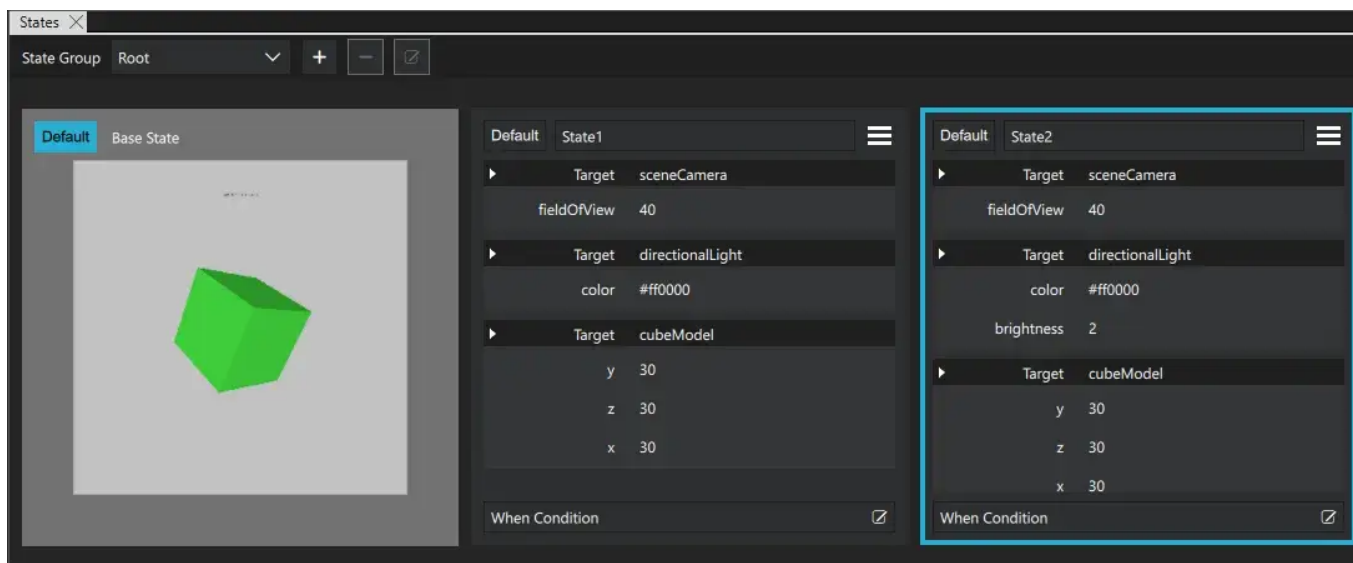 States
State Group Root
Default Base State
Default State1
Target sceneCamera
fieldOfView 40
Target directionalLight
color #ff0000
Target cubeModel
y 30
z 30
x 30
When Condition
Default State2
Target sceneCamera
fieldOfView 40
Target directionalLight
color #ff0000
brightness 2
Target cubeModel
y 30
z 30
x 30
When Condition